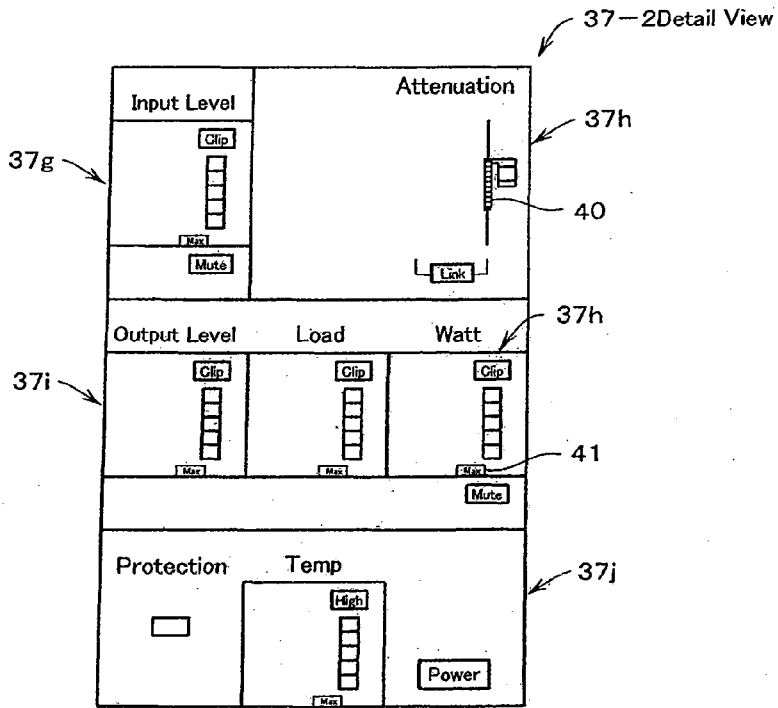 37-2Detail View
Attenuation
Input Level
37h
Clip
37g
40
Max
Mute
Link
Output Level Load Watt
37h
37i
Clip Clip Clip
Max Max Max
41
Mute
Protection Temp
37j
High
Power
Max